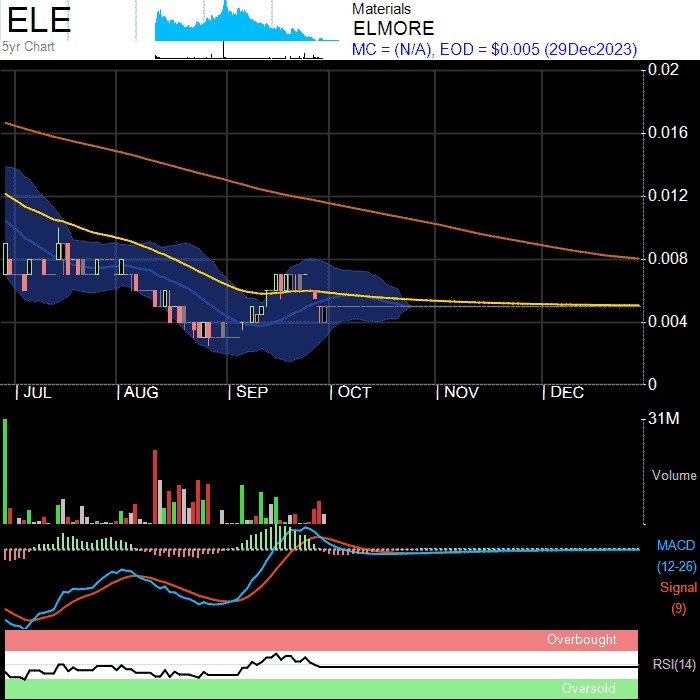 ELE
5yr Chart
Materials
ELMORE
MC = (N/A), EOD = $0.005 (29Dec2023)
0.02
0.016
0.012
0.008
0.004
0
JUL AUG SEP OCT NOV DEC
31M
Volume
MACD
(12-26)
Signal
(9)
Overbought
RSI(14)
Oversold